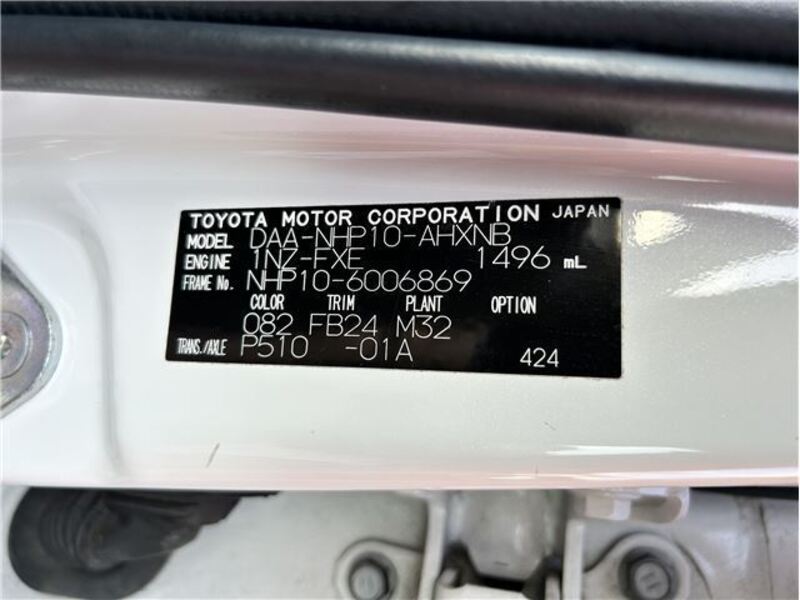 TOYOTA MOTOR CORPORATION JAPAN
MODEL DAA-NHP10-AHXNB
ENGINE 1NZ-FXE 1496 mL
FRAME No. NHP10-6006869
COLOR TRIM PLANT OPTION
082 FB24 M32
TRANS./AXLE P510 -01A 424